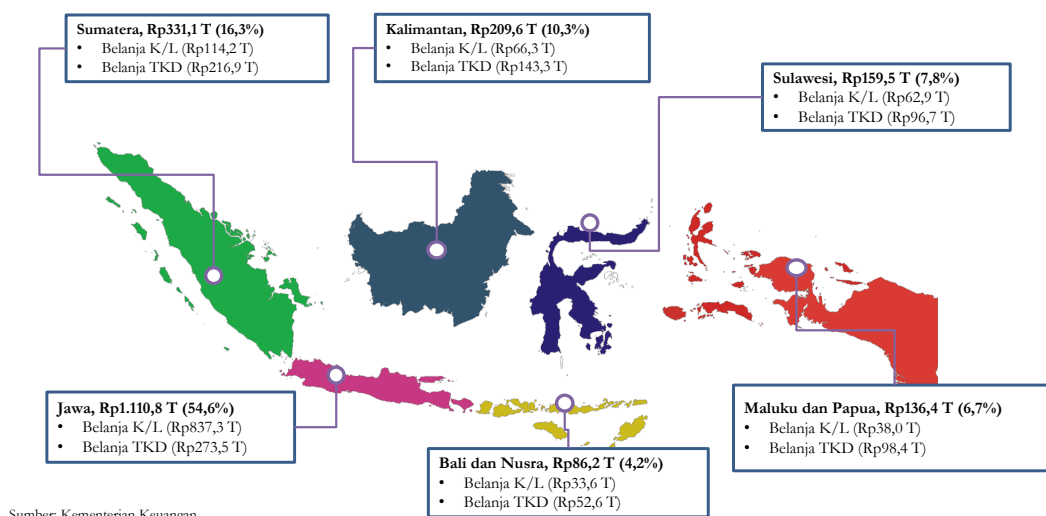 Sumatera, Rp331,1 T (16,3%)
• Belanja K/L (Rp114,2 T)
• Belanja TKD (Rp216,9 T)
Kalimantan, Rp209,6 T (10,3%)
• Belanja K/L (Rp66,3 T)
• Belanja TKD (Rp143,3 T)
Sulawesi, Rp159,5 T (7,8%)
• Belanja K/L (Rp62,9 T)
• Belanja TKD (Rp96,7 T)
Jawa, Rp1.110,8 T (54,6%)
• Belanja K/L (Rp837,3 T)
• Belanja TKD (Rp273,5 T)
Bali dan Nusra, Rp86,2 T (4,2%)
• Belanja K/L (Rp33,6 T)
• Belanja TKD (Rp52,6 T)
Maluku dan Papua, Rp136,4 T (6,7%)
• Belanja K/L (Rp38,0 T)
• Belanja TKD (Rp98,4 T)
Sumber: Kementerian Keuangan